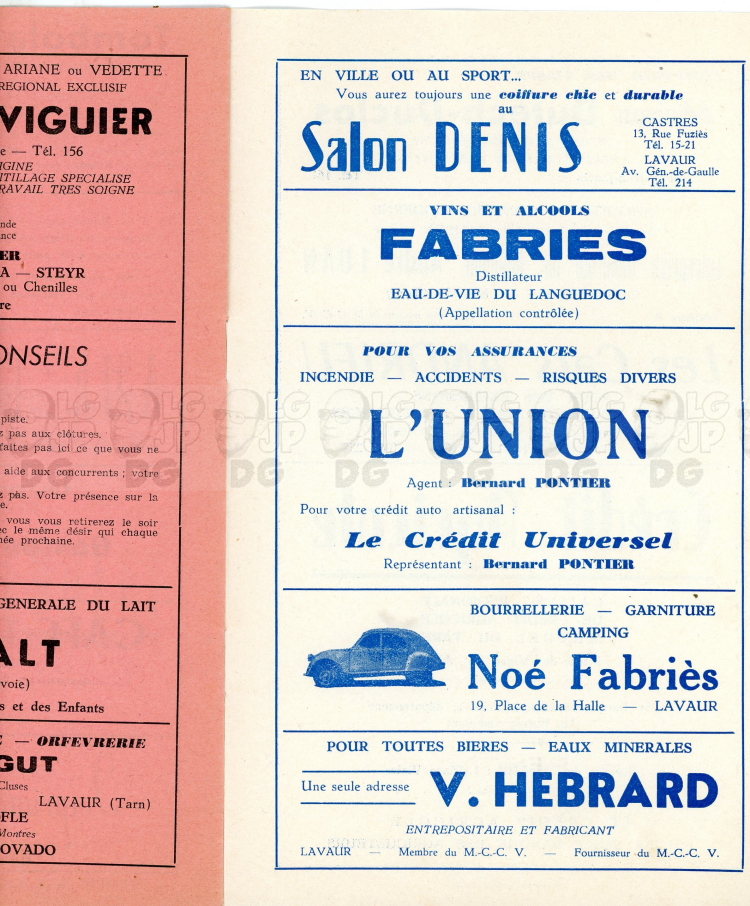 ARIANE ou VEDETTE
REGIONAL EXCLUSIF
VIGUIER
— Tél. 156
TILLAGE SPECIALISE
RAVAIL TRES SOIGNE
— STEYR
ou Chenilles
ONSEILS
piste.
pas aux clôtures.
faites pas ici ce que vous ne
aide aux concurrents ; votre
pas. Votre présence sur la
vous vous retirerez le soir
le même désir qui chaque
née prochaine.
GENERALE DU LAIT
ALT
voie)
s et des Enfants
— ORFEVRERIE
GUT
Cluses
LAVAUR (Tarn)
OFLE
Montres
OVADO
EN VILLE OU AU SPORT...
Vous aurez toujours une coiffure chic et durable
au
Salon DENIS
CASTRES
13, Rue Fuziès
Tél. 15-21
LAVAUR
Av. Gén.-de-Gaulle
Tél. 214
VINS ET ALCOOLS
FABRIES
Distillateur
EAU-DE-VIE DU LANGUEDOC
(Appellation contrôlée)
POUR VOS ASSURANCES
INCENDIE — ACCIDENTS — RISQUES DIVERS
L'UNION
Agent : Bernard PONTIER
Pour votre crédit auto artisanal :
Le Crédit Universel
Représentant : Bernard PONTIER
BOURRELLERIE — GARNITURE
CAMPING
Noé Fabriès
19, Place de la Halle — LAVAUR
POUR TOUTES BIERES — EAUX MINERALES
Une seule adresse V. HEBRARD
ENTREPOSITAIRE ET FABRICANT
LAVAUR — Membre du M.-C.-C. V. — Fournisseur du M.-C.-C. V.
LG JP DG